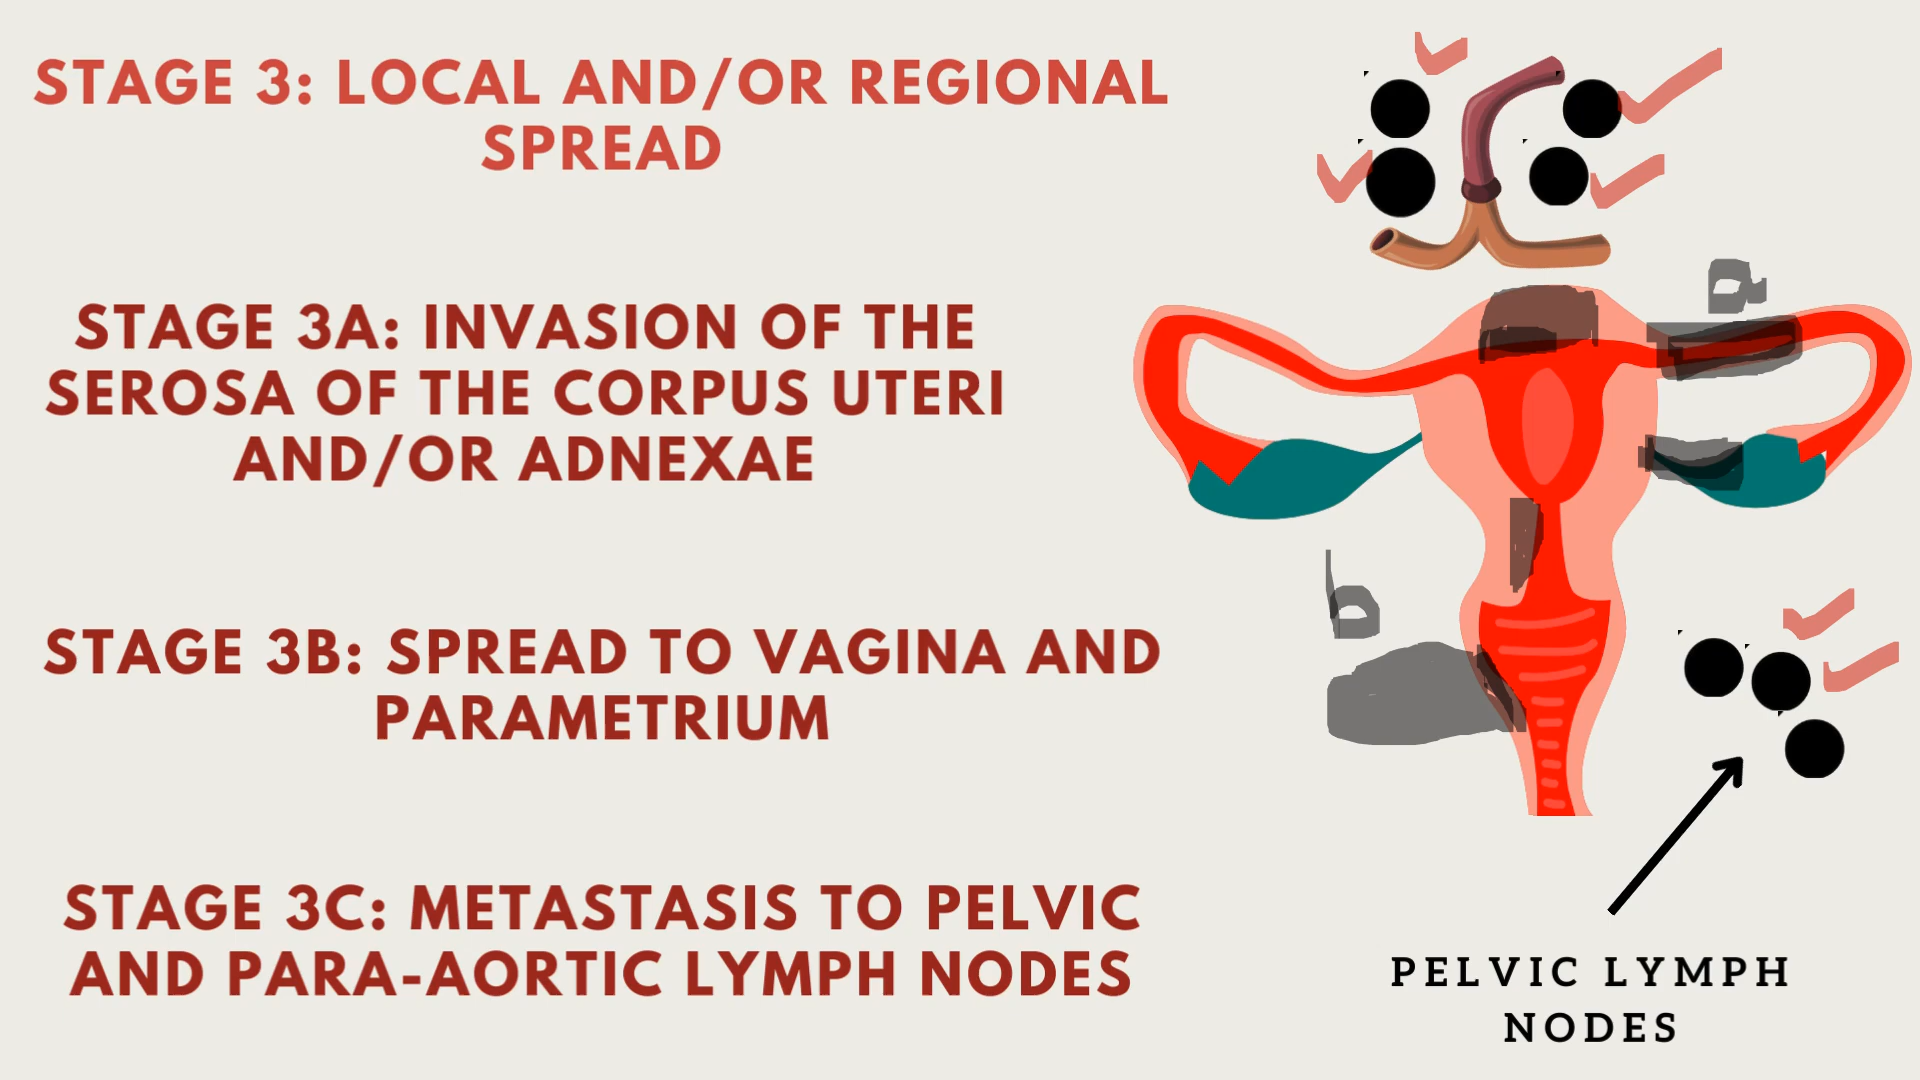 STAGE 3: LOCAL AND/OR REGIONAL
SPREAD
STAGE 3A: INVASION OF THE
SEROSA OF THE CORPUS UTERI
AND/OR ADNEXAE
STAGE 3B: SPREAD TO VAGINA AND
PARAMETRIUM
STAGE 3C: METASTASIS TO PELVIC
AND PARA-AORTIC LYMPH NODES
a
b
PELVIC LYMPH
NODES